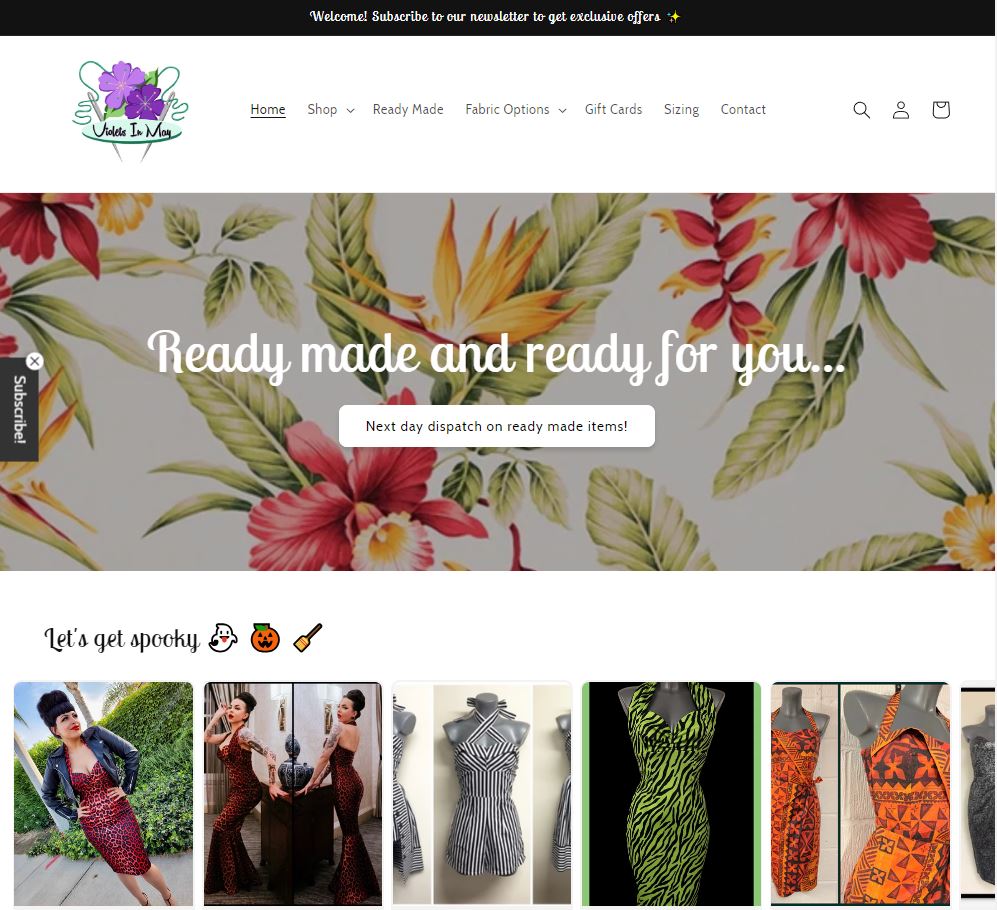 Welcome! Subscribe to our newsletter to get exclusive offers ✨
Violets In May
Home
Shop
Ready Made
Fabric Options
Gift Cards
Sizing
Contact
Ready made and ready for you...
Next day dispatch on ready made items!
Subscribe!
Let's get spooky 👻 🎃 🧹